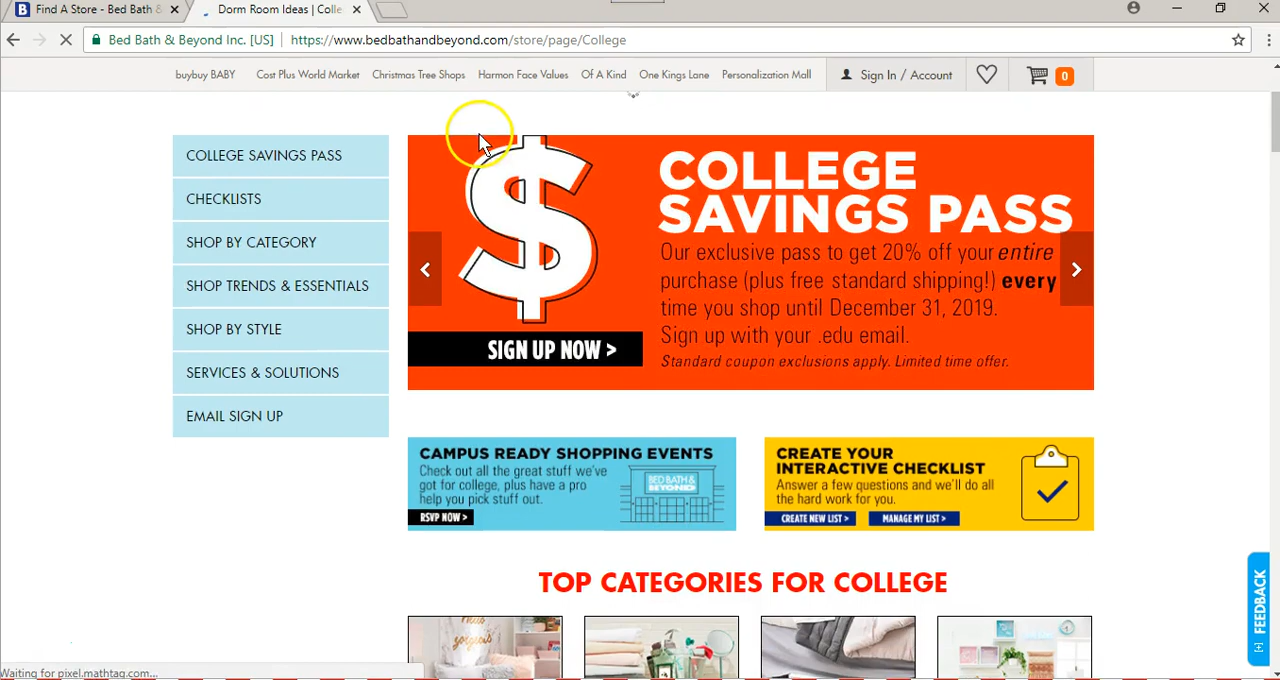 Find A Store - Bed Bath &
Dorm Room Ideas | Colle
Bed Bath & Beyond Inc. [US]
https://www.bedbathandbeyond.com/store/page/College
buybuy BABY
Cost Plus World Market
Christmas Tree Shops
Harmon Face Values
Of A Kind
One Kings Lane
Personalization Mall
Sign In / Account
0
COLLEGE SAVINGS PASS
CHECKLISTS
SHOP BY CATEGORY
SHOP TRENDS & ESSENTIALS
SHOP BY STYLE
SERVICES & SOLUTIONS
EMAIL SIGN UP
$
COLLEGE
SAVINGS PASS
Our exclusive pass to get 20% off your entire
purchase (plus free standard shipping!) every
time you shop until December 31, 2019.
Sign up with your .edu email.
Standard coupon exclusions apply. Limited time offer.
SIGN UP NOW >
CAMPUS READY SHOPPING EVENTS
Check out all the great stuff we've
got for college, plus have a pro
help you pick stuff out.
RSVP NOW >
BED BATH &
BEYOND
CREATE YOUR
INTERACTIVE CHECKLIST
Answer a few questions and we'll do all
the hard work for you.
CREATE NEW LIST >
MANAGE MY LIST >
TOP CATEGORIES FOR COLLEGE
FEEDBACK
Waiting for pixel.mathtag.com...